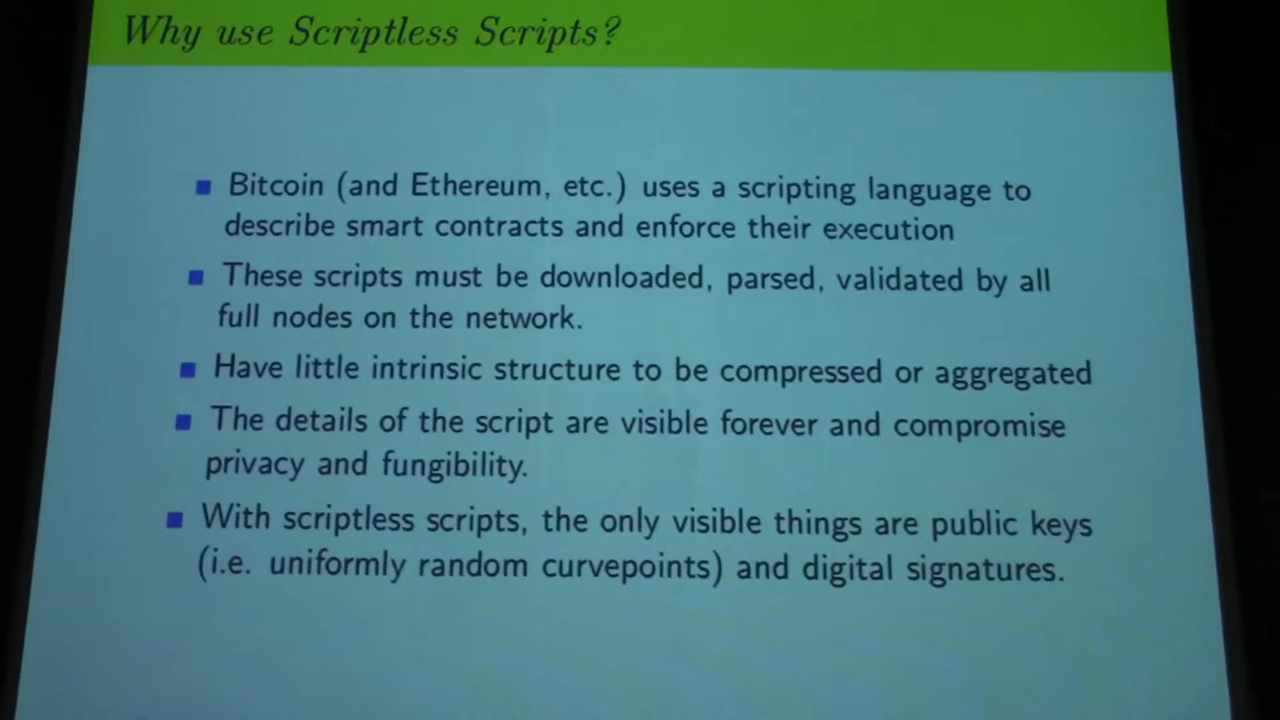 Why use Scriptless Scripts?
Bitcoin (and Ethereum, etc.) uses a scripting language to
describe smart contracts and enforce their execution
These scripts must be downloaded, parsed, validated by all
full nodes on the network.
Have little intrinsic structure to be compressed or aggregated
The details of the script are visible forever and compromise
privacy and fungibility.
With scriptless scripts, the only visible things are public keys
(i.e. uniformly random curvepoints) and digital signatures.